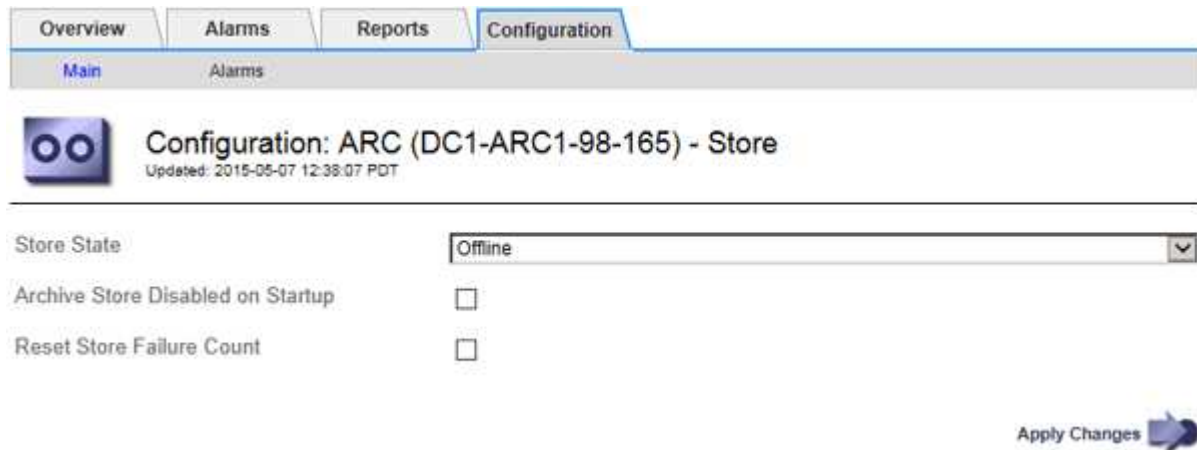 Overview Alarms Reports Configuration
Main Alarms
Configuration: ARC (DC1-ARC1-98-165) - Store
Updated: 2015-05-07 12:38:07 PDT
Store State Offline
Archive Store Disabled on Startup
Reset Store Failure Count
Apply Changes